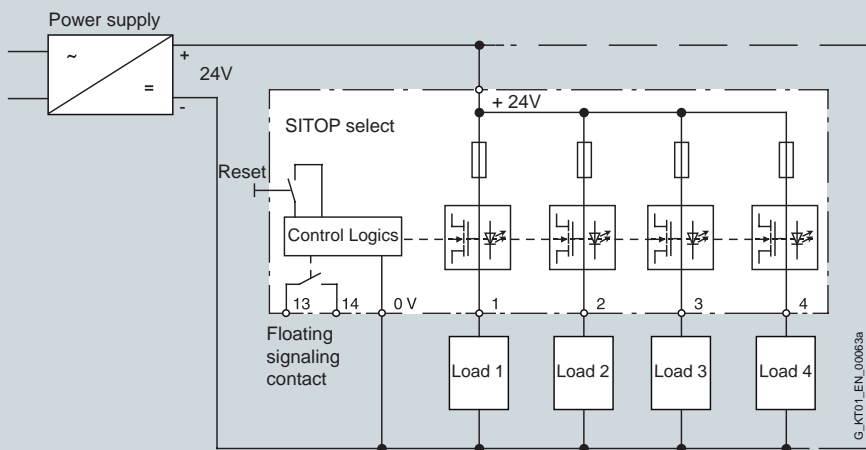 Power supply
~
=
+
-
24V
+ 24V
SITOP select
Reset
Control Logics
13
14
0 V
1
2
3
4
Floating
signaling
contact
Load 1
Load 2
Load 3
Load 4
G_KT01_EN_00063a